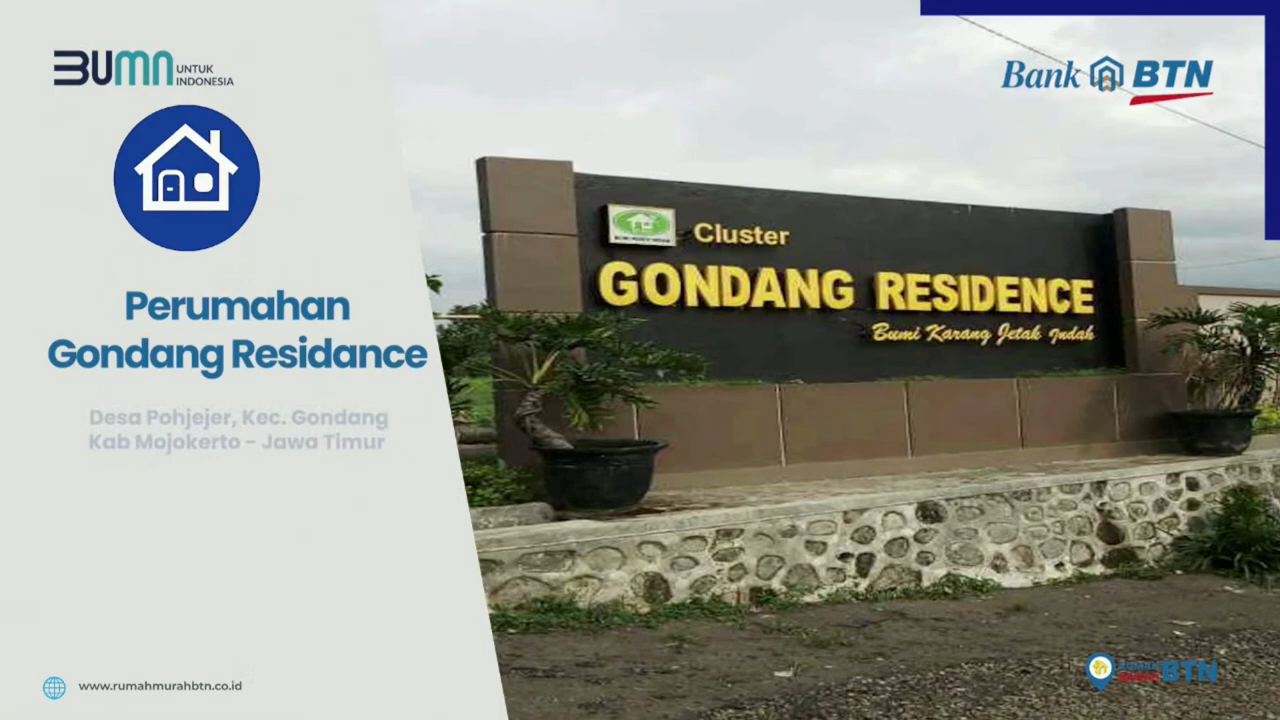 BUMN UNTUK
INDONESIA
Bank BTN
Perumahan
Gondang Residance
Desa Pohjejer, Kec. Gondang
Kab Mojokerto - Jawa Timur
Cluster
GONDANG RESIDENCE
Bumi Karang Jetak Indah
www.rumahmurahbtn.co.id
BTN